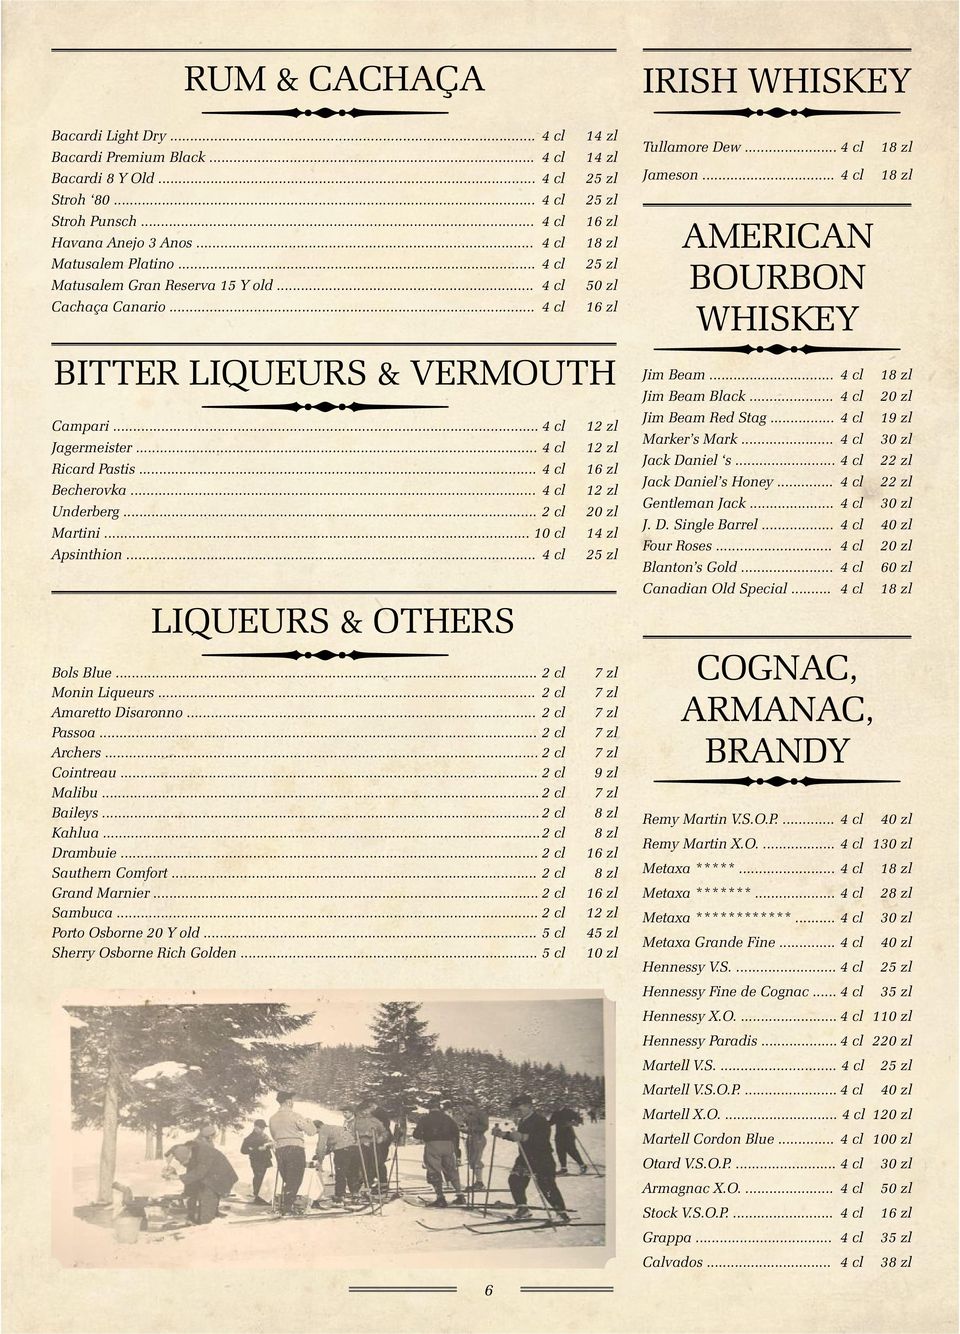 RUM & CACHAÇA
Bacardi Light Dry ... 4 cl 14 zl
Bacardi Premium Black ... 4 cl 14 zl
Bacardi 8 Y Old ... 4 cl 25 zl
Stroh ‘80 ... 4 cl 25 zl
Stroh Punsch ... 4 cl 16 zl
Havana Anejo 3 Anos ... 4 cl 18 zl
Matusalem Platino ... 4 cl 25 zl
Matusalem Gran Reserva 15 Y old ... 4 cl 50 zl
Cachaça Canario ... 4 cl 16 zl
BITTER LIQUEURS & VERMOUTH
Campari ... 4 cl 12 zl
Jagermeister ... 4 cl 12 zl
Ricard Pastis ... 4 cl 16 zl
Becherovka ... 4 cl 12 zl
Underberg ... 2 cl 20 zl
Martini ... 10 cl 14 zl
Apsinthion ... 4 cl 25 zl
LIQUEURS & OTHERS
Bols Blue ... 2 cl 7 zl
Monin Liqueurs ... 2 cl 7 zl
Amaretto Disaronno ... 2 cl 7 zl
Passoa ... 2 cl 7 zl
Archers ... 2 cl 7 zl
Cointreau ... 2 cl 9 zl
Malibu ... 2 cl 7 zl
Baileys ... 2 cl 8 zl
Kahlua ... 2 cl 8 zl
Drambuie ... 2 cl 16 zl
Sauthern Comfort ... 2 cl 8 zl
Grand Marnier ... 2 cl 16 zl
Sambuca ... 2 cl 12 zl
Porto Osborne 20 Y old ... 5 cl 45 zl
Sherry Osborne Rich Golden ... 5 cl 10 zl
IRISH WHISKEY
Tullamore Dew ... 4 cl 18 zl
Jameson ... 4 cl 18 zl
AMERICAN
BOURBON
WHISKEY
Jim Beam ... 4 cl 18 zl
Jim Beam Black ... 4 cl 20 zl
Jim Beam Red Stag ... 4 cl 19 zl
Marker’s Mark ... 4 cl 30 zl
Jack Daniel ‘s ... 4 cl 22 zl
Jack Daniel’s Honey ... 4 cl 22 zl
Gentleman Jack ... 4 cl 30 zl
J. D. Single Barrel ... 4 cl 40 zl
Four Roses ... 4 cl 20 zl
Blanton’s Gold ... 4 cl 60 zl
Canadian Old Special ... 4 cl 18 zl
COGNAC,
ARMANAC,
BRANDY
Remy Martin V.S.O.P. ... 4 cl 40 zl
Remy Martin X.O. ... 4 cl 130 zl
Metaxa ***** ... 4 cl 18 zl
Metaxa ******* ... 4 cl 28 zl
Metaxa ************ ... 4 cl 30 zl
Metaxa Grande Fine ... 4 cl 40 zl
Hennessy V.S. ... 4 cl 25 zl
Hennessy Fine de Cognac ... 4 cl 35 zl
Hennessy X.O. ... 4 cl 110 zl
Hennessy Paradis ... 4 cl 220 zl
Martell V.S. ... 4 cl 25 zl
Martell V.S.O.P. ... 4 cl 40 zl
Martell X.O. ... 4 cl 120 zl
Martell Cordon Blue ... 4 cl 100 zl
Otard V.S.O.P. ... 4 cl 30 zl
Armagnac X.O. ... 4 cl 50 zl
Stock V.S.O.P. ... 4 cl 16 zl
Grappa ... 4 cl 35 zl
Calvados ... 4 cl 38 zl
6